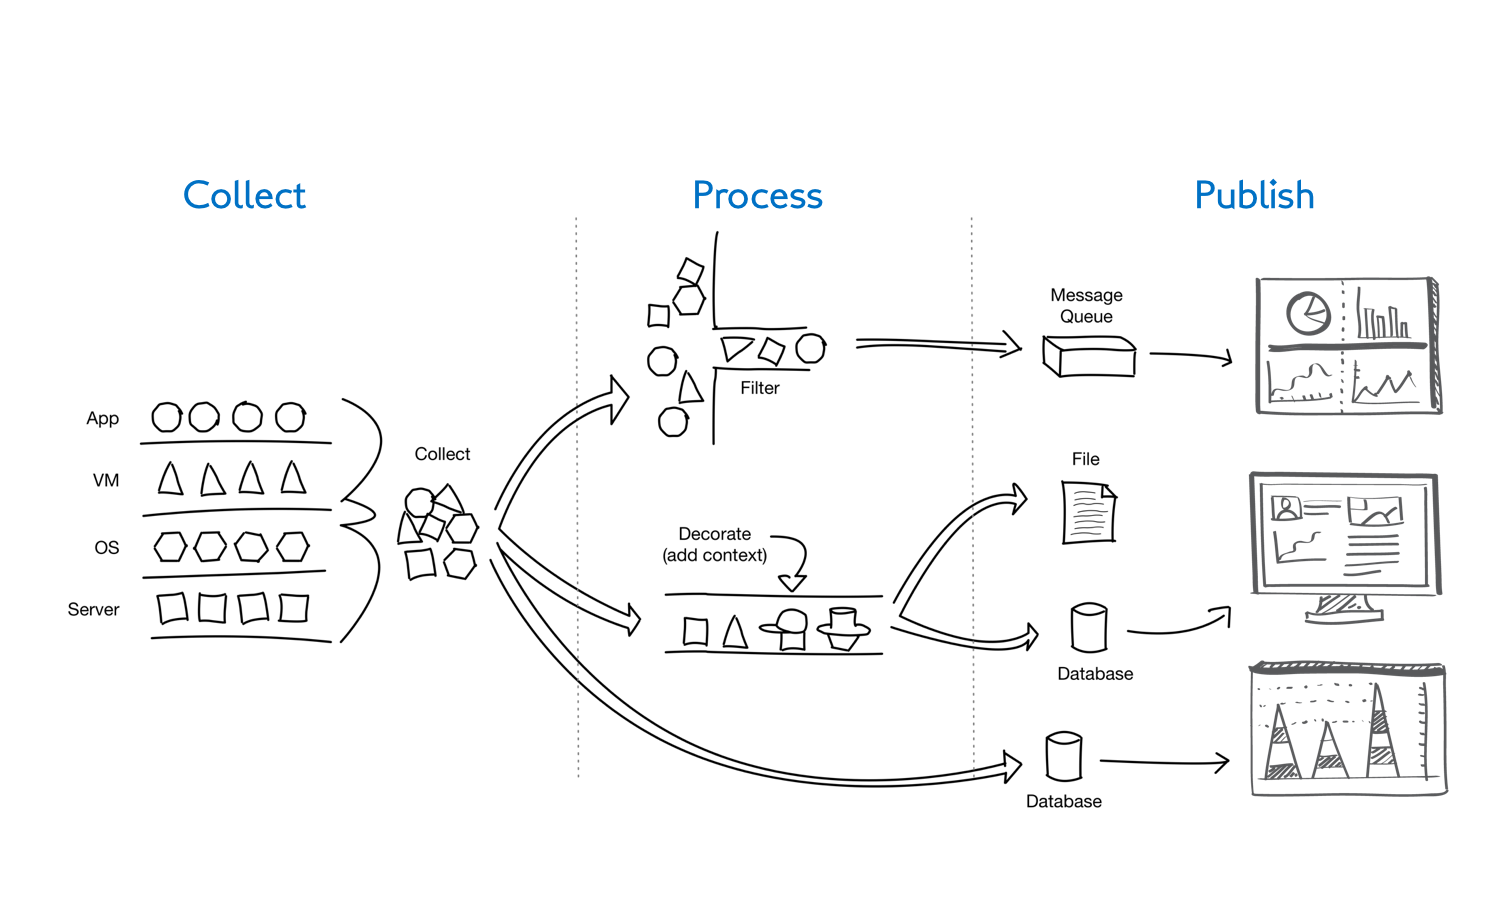 Collect
Process
Publish
App
VM
OS
Server
Collect
Filter
Decorate
(add context)
Message
Queue
File
Database
Database